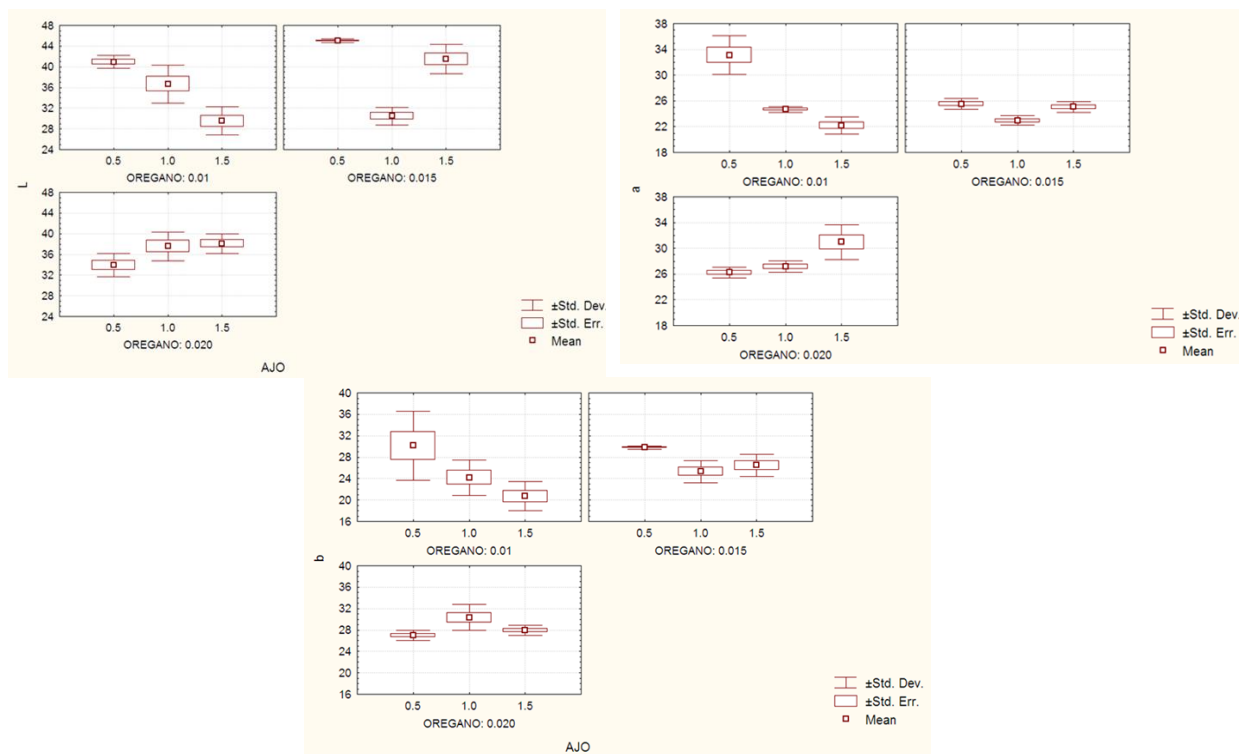 48
44
40
36
32
28
24
0.5 1.0 1.5
OREGANO: 0.01
0.5 1.0 1.5
OREGANO: 0.015
L
48
44
40
36
32
28
24
0.5 1.0 1.5
OREGANO: 0.020
AJO
±Std. Dev.
±Std. Err.
Mean
38
34
30
26
22
18
0.5 1.0 1.5
OREGANO: 0.01
0.5 1.0 1.5
OREGANO: 0.015
a
38
34
30
26
22
18
0.5 1.0 1.5
OREGANO: 0.020
±Std. Dev.
±Std. Err.
Mean
40
36
32
28
24
20
16
0.5 1.0 1.5
OREGANO: 0.01
0.5 1.0 1.5
OREGANO: 0.015
b
40
36
32
28
24
20
16
0.5 1.0 1.5
OREGANO: 0.020
AJO
±Std. Dev.
±Std. Err.
Mean